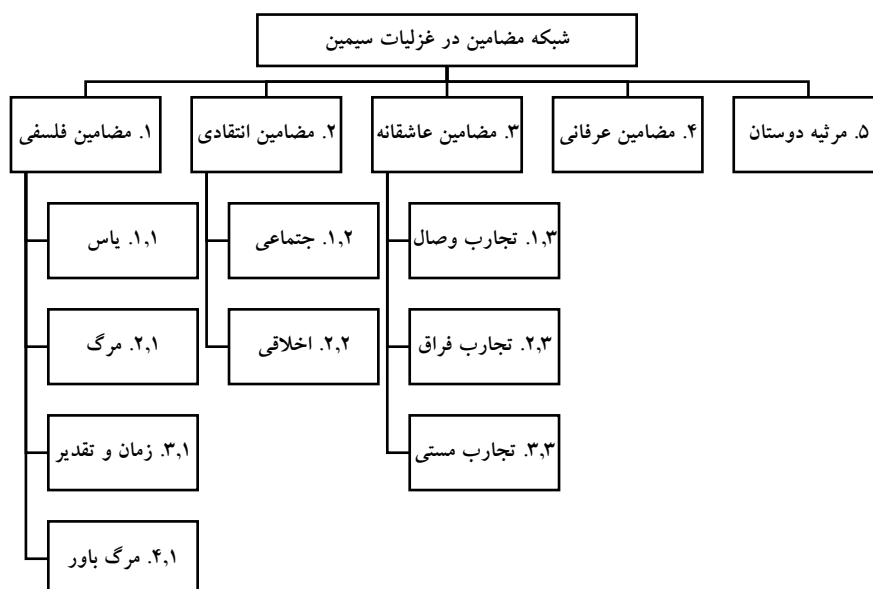 شبکه مضامین در غزلیات سیمین
۱. مضامین فلسفی
۲. مضامین انتقادی
۳. مضامین عاشقانه
۴. مضامین عرفانی
۵. مرثیه دوستان
۱,۱. یاس
۲,۱. مرگ
۳,۱. زمان و تقدیر
۴,۱. مرگ باور
۱,۲. جتماعی
۲,۲. اخلاقی
۱,۳. تجارب وصال
۲,۳. تجارب فراق
۳,۳. تجارب مستی